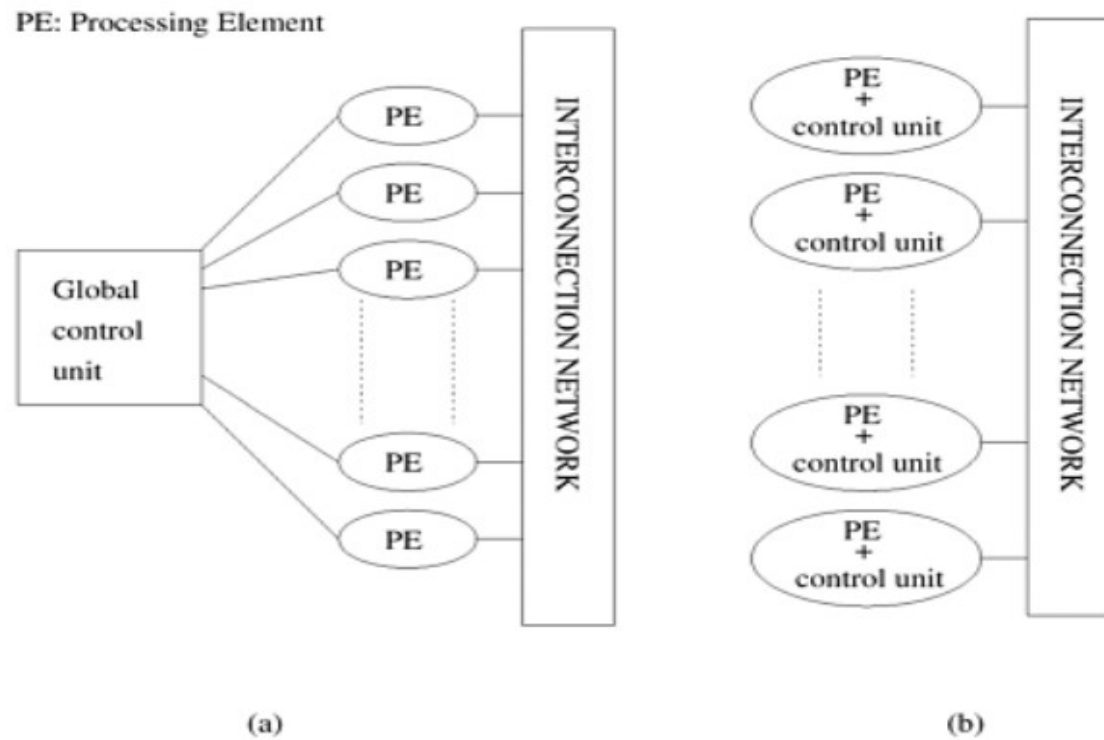 PE: Processing Element
PE
PE
PE
PE
PE
Global
control
unit
INTERCONNECTION NETWORK
(a)
PE
+
control unit
PE
+
control unit
PE
+
control unit
PE
+
control unit
INTERCONNECTION NETWORK
(b)